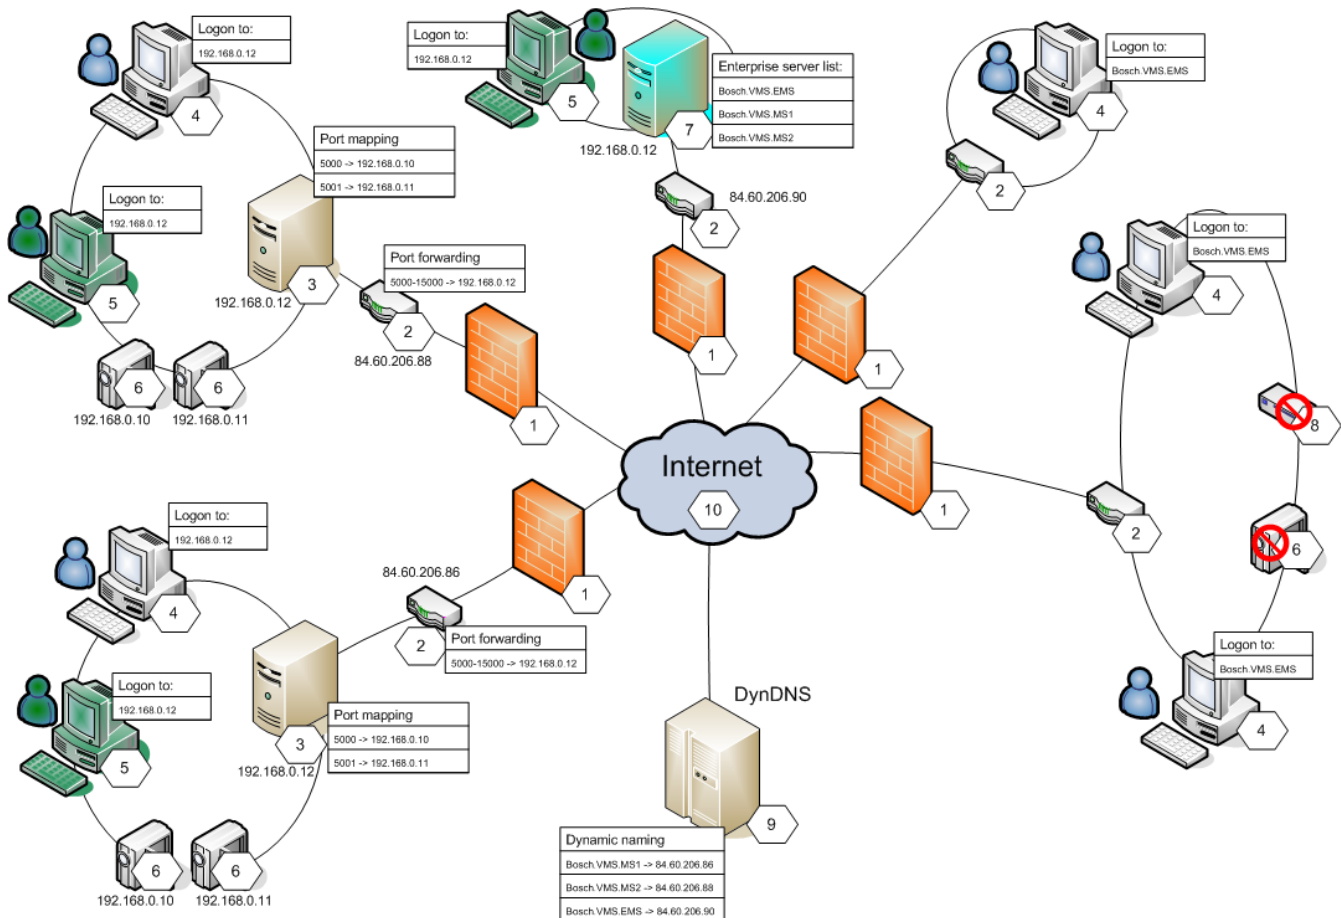 Logon to:
192.168.0.12
4
Port mapping
5000 -> 192.168.0.10
5001 -> 192.168.0.11
Logon to:
192.168.0.12
5
3
192.168.0.12
Port forwarding
5000-15000 -> 192.168.0.12
2
84.60.206.88
1
6
6
192.168.0.10
192.168.0.11
Logon to:
192.168.0.12
5
7
192.168.0.12
Enterprise server list:
Bosch.VMS.EMS
Bosch.VMS.MS1
Bosch.VMS.MS2
2
84.60.206.90
1
Logon to:
Bosch.VMS.EMS
4
2
1
Logon to:
Bosch.VMS.EMS
4
8
6
2
1
Logon to:
Bosch.VMS.EMS
4
Internet
10
Logon to:
192.168.0.12
4
84.60.206.86
1
2
Port forwarding
5000-15000 -> 192.168.0.12
Logon to:
192.168.0.12
5
3
192.168.0.12
Port mapping
5000 -> 192.168.0.10
5001 -> 192.168.0.11
6
6
192.168.0.10
192.168.0.11
DynDNS
9
Dynamic naming
Bosch.VMS.MS1 -> 84.60.206.86
Bosch.VMS.MS2 -> 84.60.206.88
Bosch.VMS.EMS -> 84.60.206.90